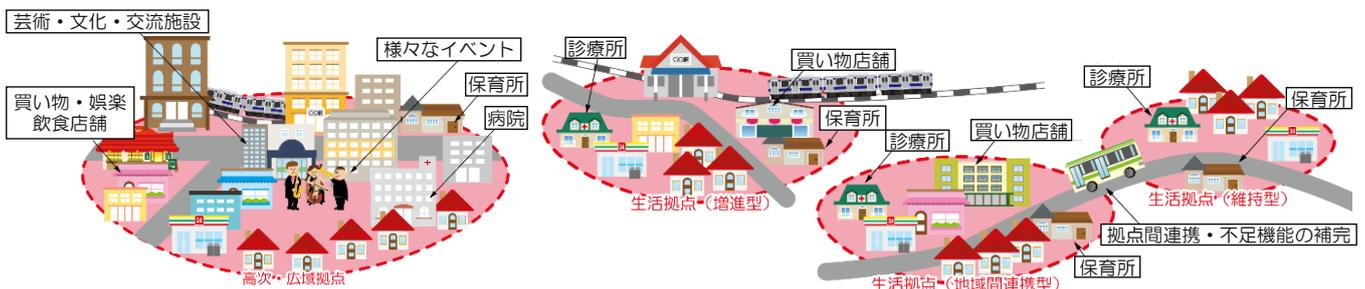 芸術・文化・交流施設
様々なイベント
保育所
買い物・娯楽
飲食店舗
病院
高次・広域拠点
診療所
買い物店舗
保育所
生活拠点（増進型）
診療所
買い物店舗
保育所
生活拠点（地域間連携型）
診療所
保育所
生活拠点（維持型）
拠点間連携・不足機能の補完